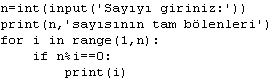 n=int(input('Sayıyı giriniz:'))
print(n,'sayısının tam bölenleri')
for i in range(1,n):
    if n%i==0:
        print(i)